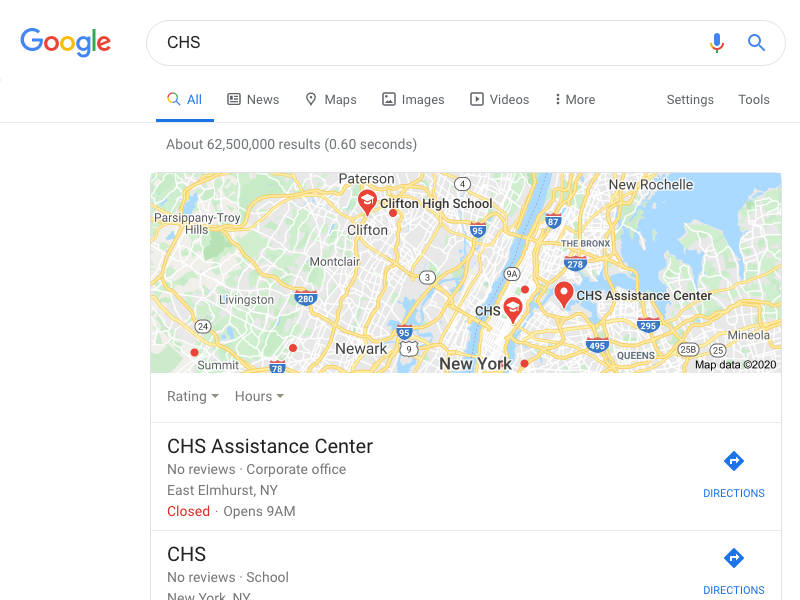 Google
CHS
All
News
Maps
Images
Videos
More
Settings
Tools
About 62,500,000 results (0.60 seconds)
Paterson
4
New Rochelle
Clifton High School
Parsippany-Troy
Hills
Clifton
95
87
THE BRONX
Montclair
278
3
9A
Livingston
280
CHS Assistance Center
CHS
24
95
295
Mineola
Newark
9
495
QUEENS
25B
25
Summit
78
New York
Map data ©2020
Rating
Hours
CHS Assistance Center
No reviews · Corporate office
East Elmhurst, NY
Closed · Opens 9AM
DIRECTIONS
CHS
No reviews · School
New York, NY
DIRECTIONS